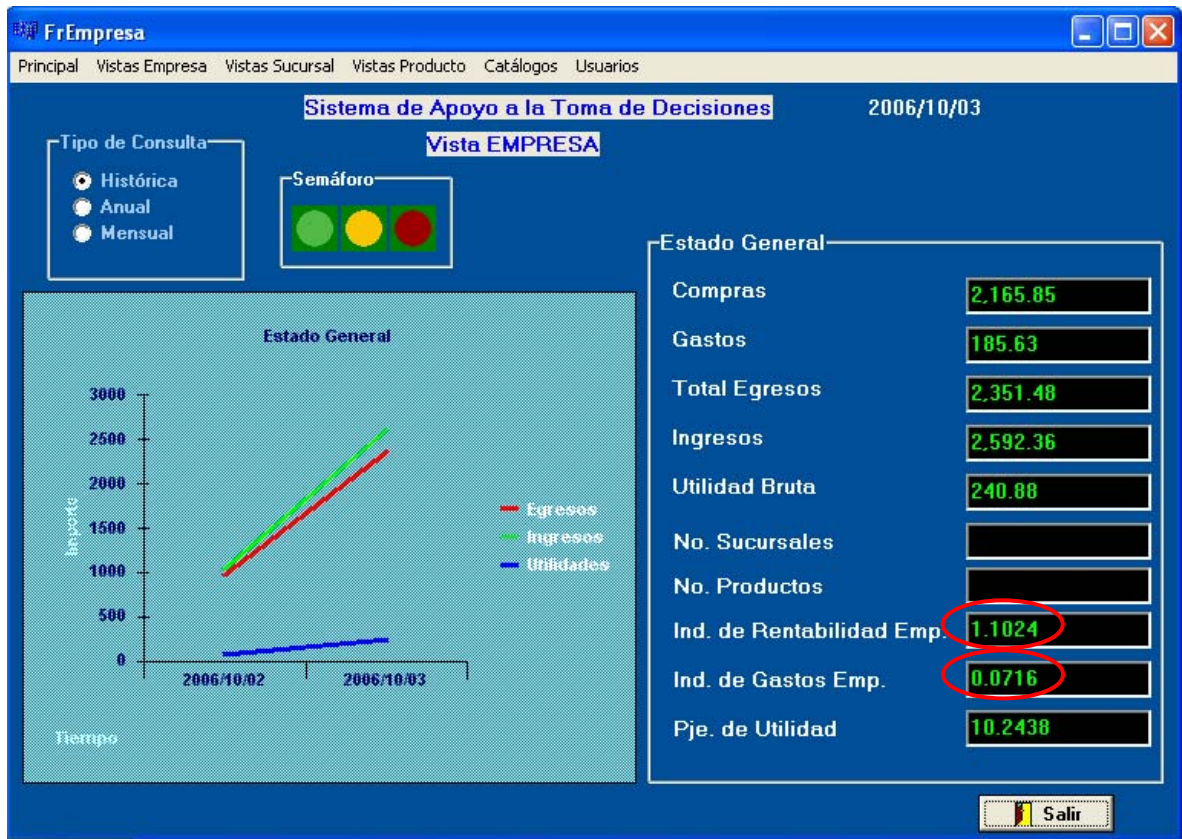 FrEmpresa
Principal Vistas Empresa Vistas Sucursal Vistas Producto Catálogos Usuarios
Sistema de Apoyo a la Toma de Decisiones 2006/10/03
Vista EMPRESA
Tipo de Consulta
Histórica
Anual
Mensual
Semáforo
Estado General
3000
2500
2000
1500
1000
500
0
Importe
2006/10/02 2006/10/03
Tiempo
Egresos
Ingresos
Utilidades
Estado General
Compras 2,165.85
Gastos 185.63
Total Egresos 2,351.48
Ingresos 2,592.36
Utilidad Bruta 240.88
No. Sucursales
No. Productos
Ind. de Rentabilidad Emp. 1.1024
Ind. de Gastos Emp. 0.0716
Pje. de Utilidad 10.2438
Salir